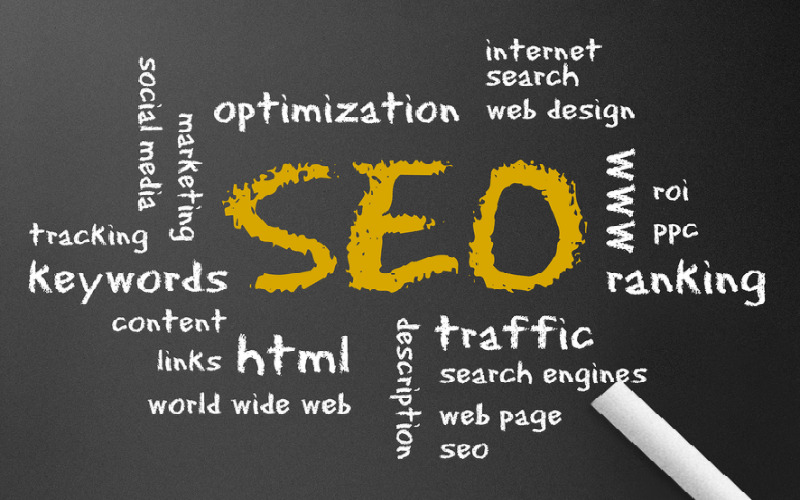 internet
search
web design
optimization
social media
marketing
SEO
www
roi
ppc
tracking
keywords
ranking
content
links
html
world wide web
description
traffic
search engines
web page
seo